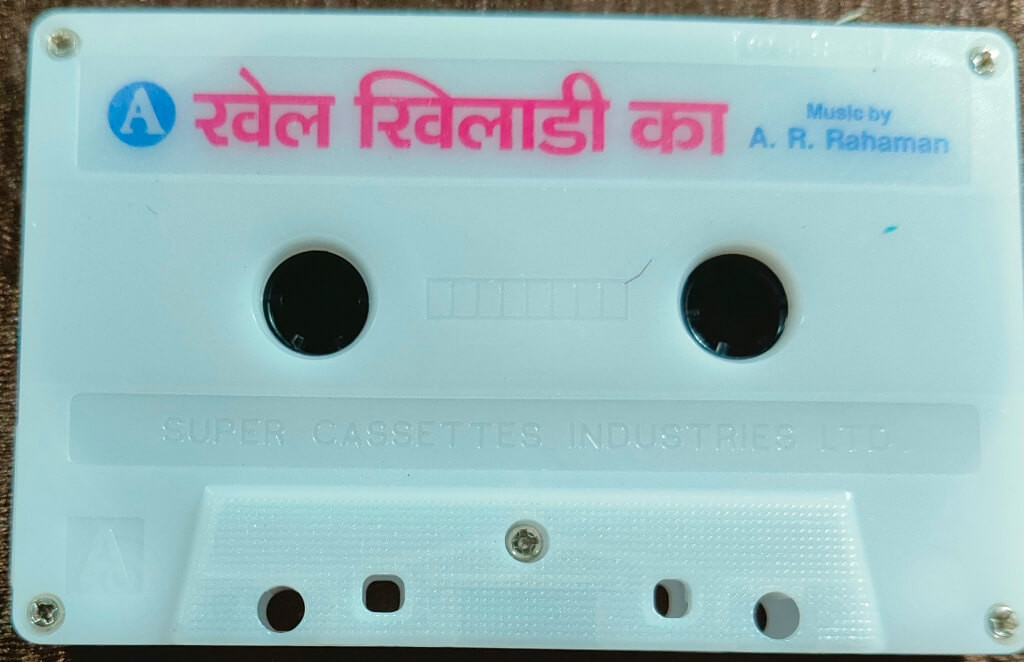 A
खेल खिलाडी का
Music by
A. R. Rahaman
SUPER CASSETTES INDUSTRIES LTD.
A